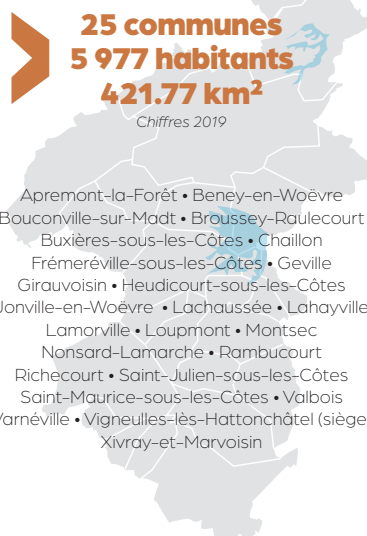 25 communes
5 977 habitants
421.77 km²
Chiffres 2019
Apremont-la-Forêt • Beney-en-Woëvre
Bouconville-sur-Madt • Broussey-Raulecourt
Buxières-sous-les-Côtes • Chaillon
Frémeréville-sous-les-Côtes • Geville
Girauvoisin • Heudicourt-sous-les-Côtes
Jonville-en-Woëvre • Lachaussée • Lahayville
Lamorville • Loupmont • Montsec
Nonsard-Lamarche • Rambucourt
Richecourt • Saint-Julien-sous-les-Côtes
Saint-Maurice-sous-les-Côtes • Valbois
Varnéville • Vigneulles-lès-Hattonchâtel (siège)
Xivray-et-Marvoisin